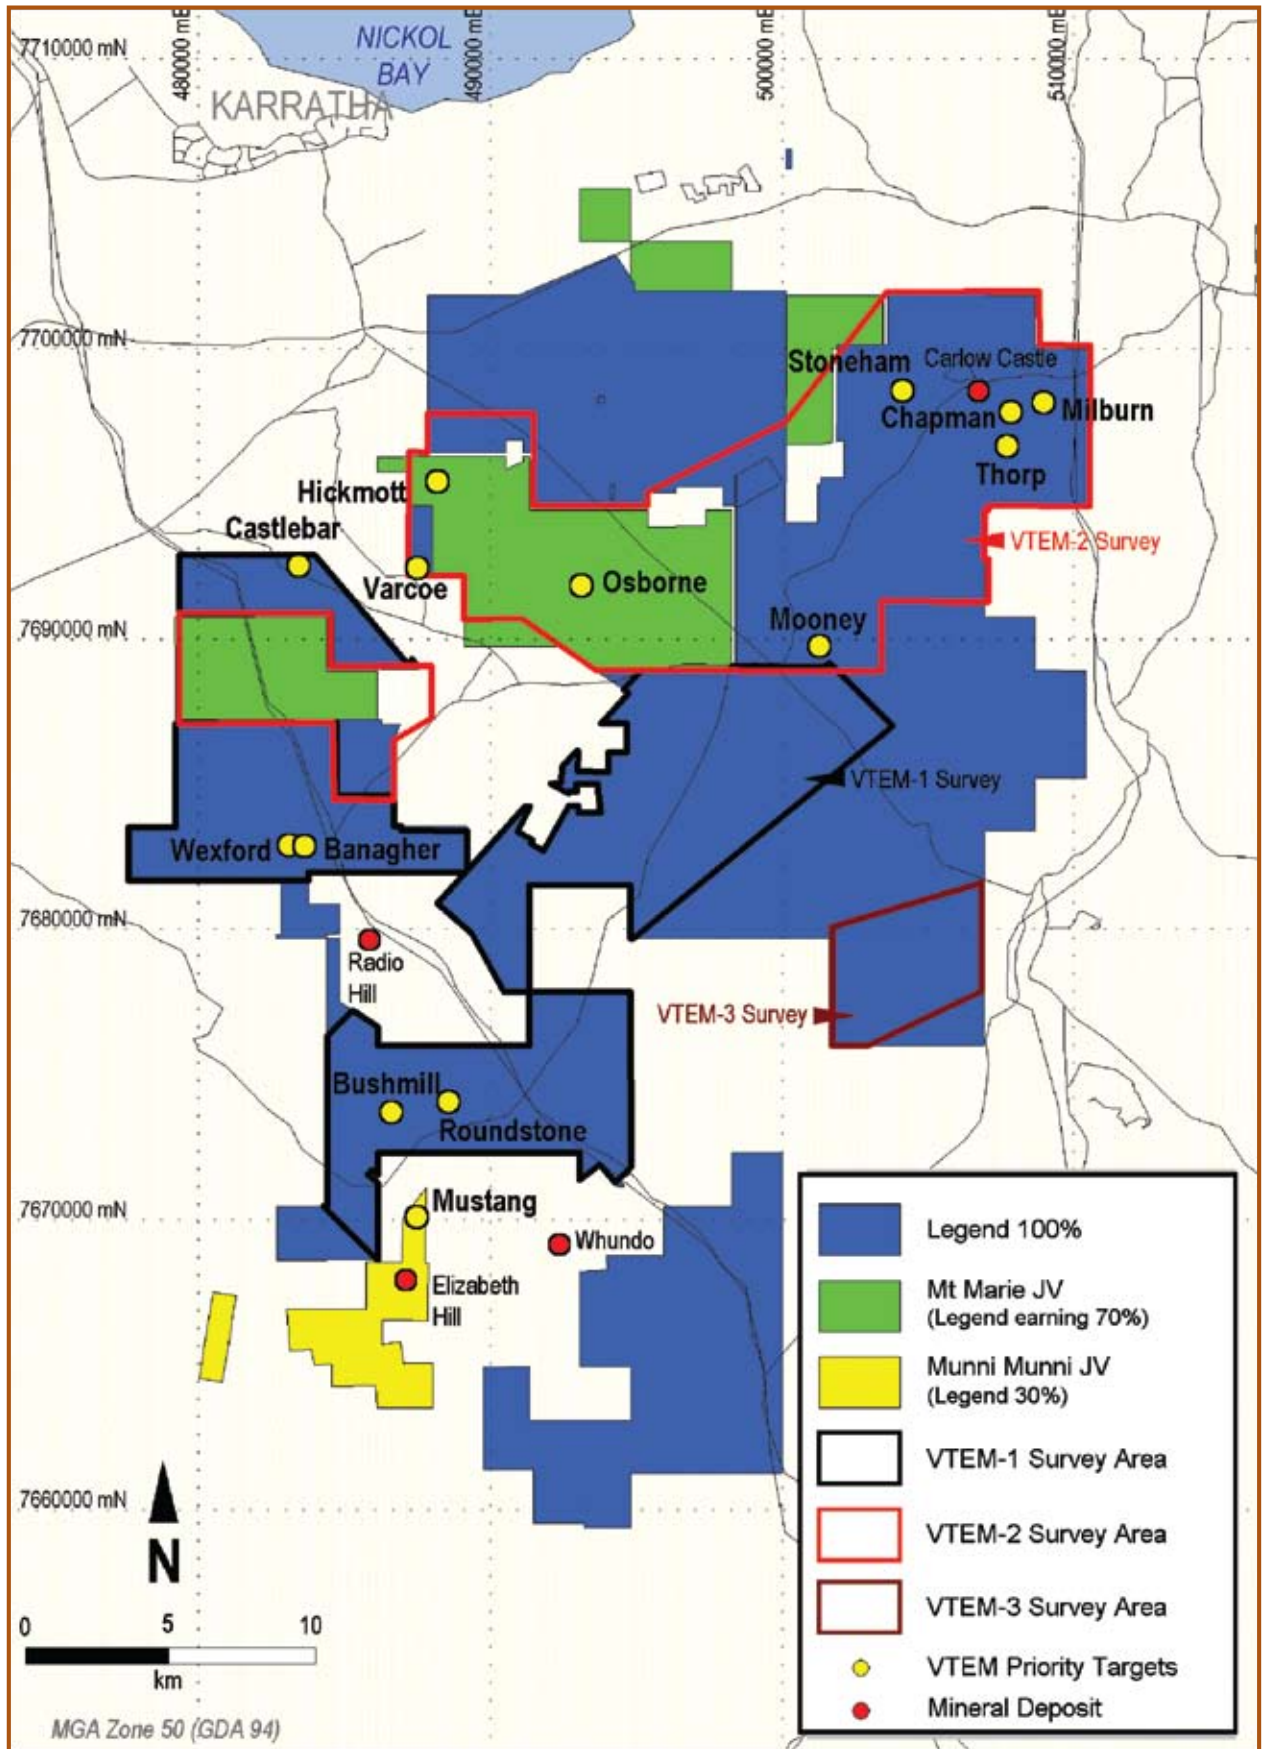 480000 mE
490000 mE
500000 mE
510000 mE
7710000 mN
NICKOL
BAY
KARRATHA
7700000 mN
Stoneham
Carlow Castle
Chapman
Milburn
Thorp
Hickmott
Castlebar
VTEM-2 Survey
Varcoe
Osborne
Mooney
7690000 mN
VTEM-1 Survey
Wexford
Banagher
7680000 mN
Radio
Hill
VTEM-3 Survey
Bushmill
Roundstone
7670000 mN
Mustang
Whundo
Elizabeth
Hill
7660000 mN
N
0 5 10
km
MGA Zone 50 (GDA 94)
Legend 100%
Mt Marie JV
(Legend earning 70%)
Munni Munni JV
(Legend 30%)
VTEM-1 Survey Area
VTEM-2 Survey Area
VTEM-3 Survey Area
VTEM Priority Targets
Mineral Deposit